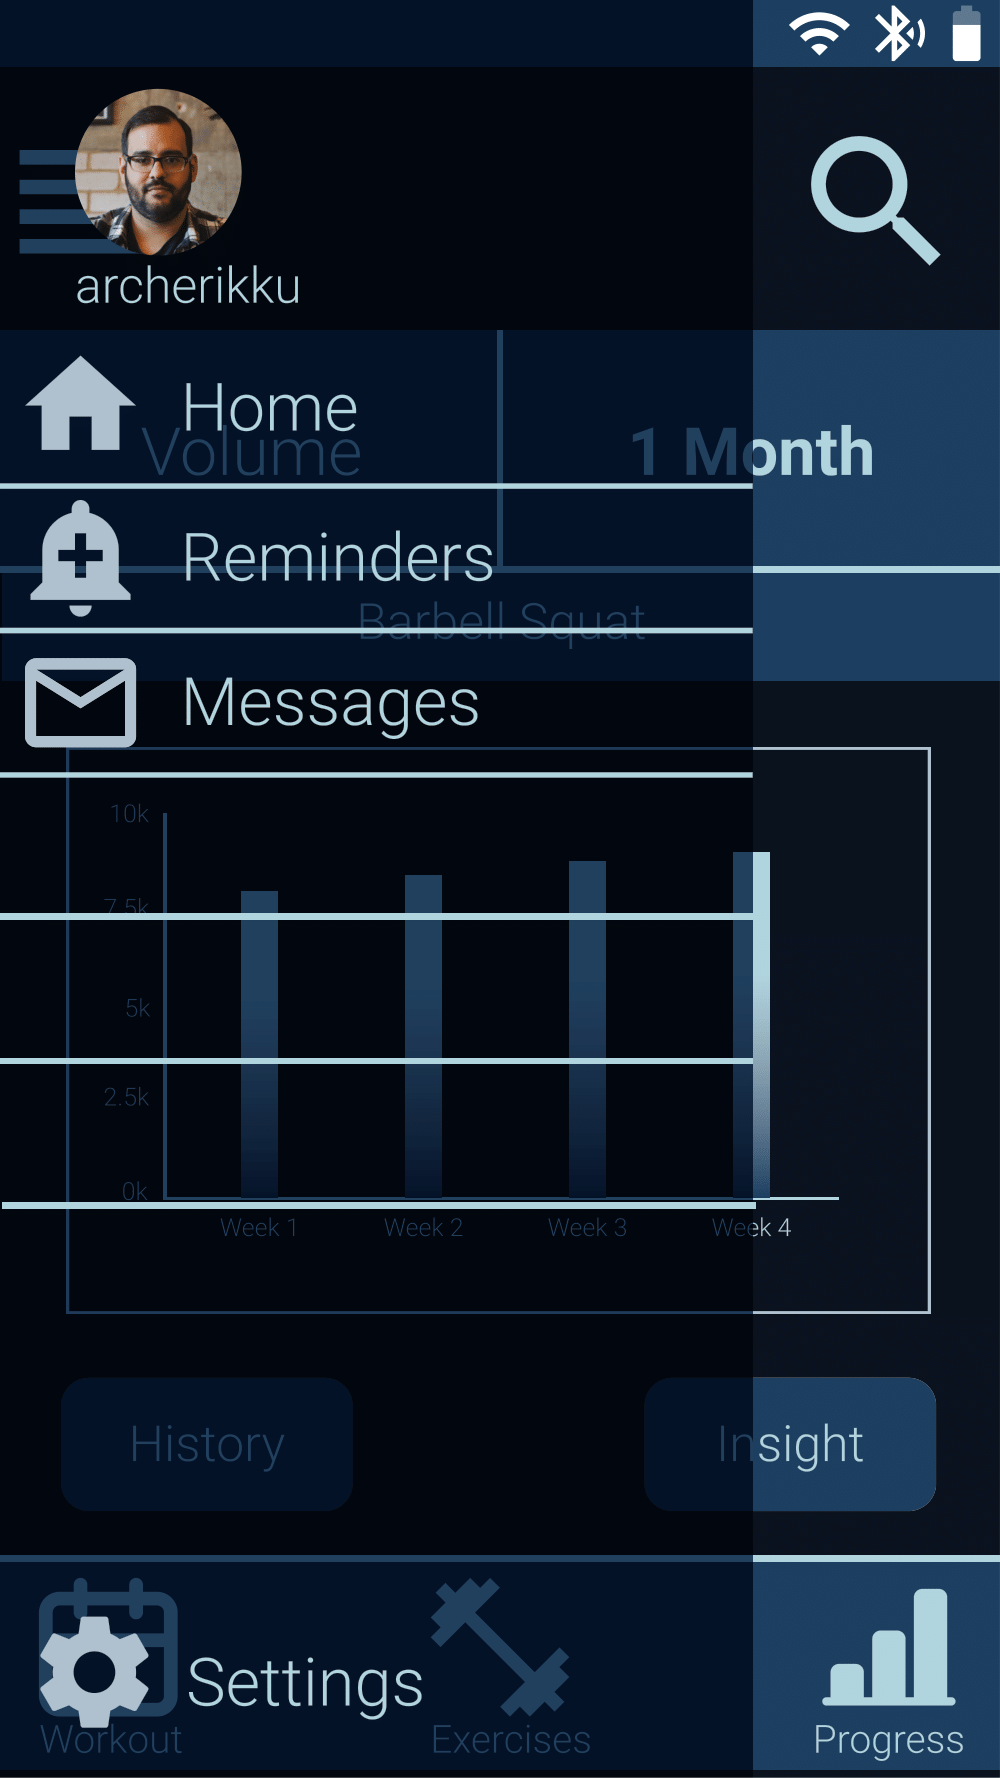 archerikku
Home
Volume
1 Month
Reminders
Barbell Squat
Messages
10k
7.5k
5k
2.5k
0k
Week 1
Week 2
Week 3
Week 4
History
Insight
Settings
Workout
Exercises
Progress